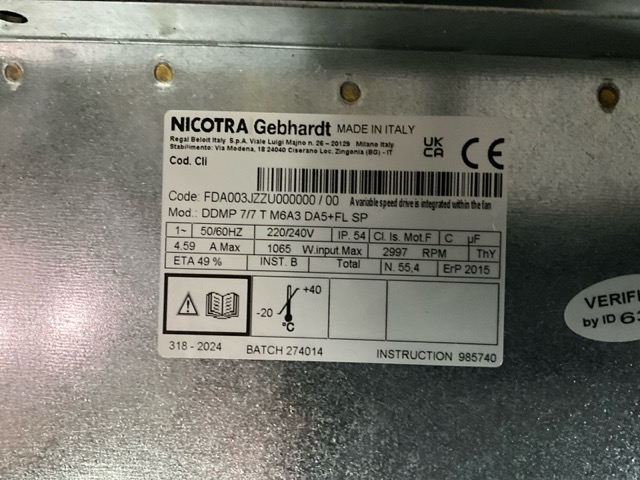 NICOTRA Gebhardt MADE IN ITALY
Regal Beloit Italy S.p.A. Viale Luigi Majno n. 26 – 20129 Milano Italy
Stabilimento: Via Modena, 18 24040 Ciserano Loc. Zingonia (BG) - IT
UK
CA
CE
Cod. Cli
Code: FDA003JZZU000000 / 00 A variable speed drive is integrated within the fan
Mod.: DDMP 7/7 T M6A3 DA5+FL SP
1~ 50/60HZ 220/240V IP. 54 Cl. Is. Mot.F C µF
4.59 A.Max 1065 W.input.Max 2997 RPM ThY
ETA 49 % INST. B Total N. 55,4 ErP 2015
-20 +40
°C
318 - 2024 BATCH 274014 INSTRUCTION 985740
VERIFI
by ID 63